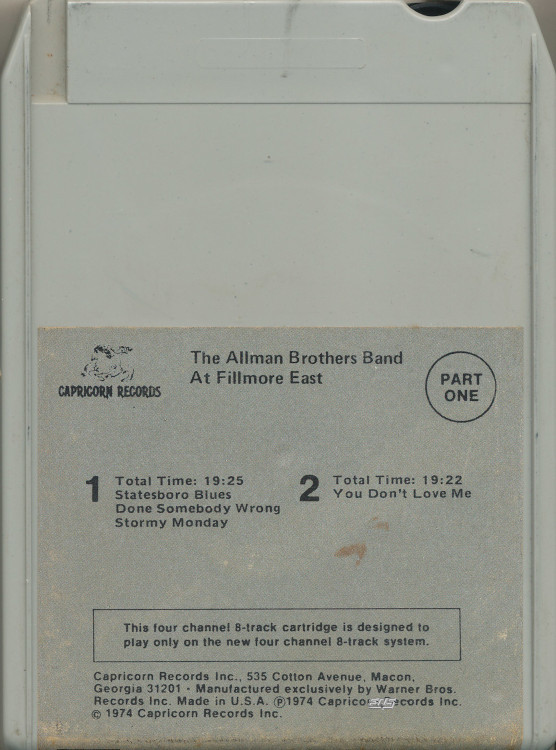 The Allman Brothers Band
At Fillmore East
CAPRICORN RECORDS
PART
ONE
1
Total Time: 19:25
Statesboro Blues
Done Somebody Wrong
Stormy Monday
2
Total Time: 19:22
You Don't Love Me
This four channel 8-track cartridge is designed to
play only on the new four channel 8-track system.
Capricorn Records Inc., 535 Cotton Avenue, Macon,
Georgia 31201 · Manufactured exclusively by Warner Bros.
Records Inc. Made in U.S.A. ℗1974 Capricorn Records Inc.
© 1974 Capricorn Records Inc.